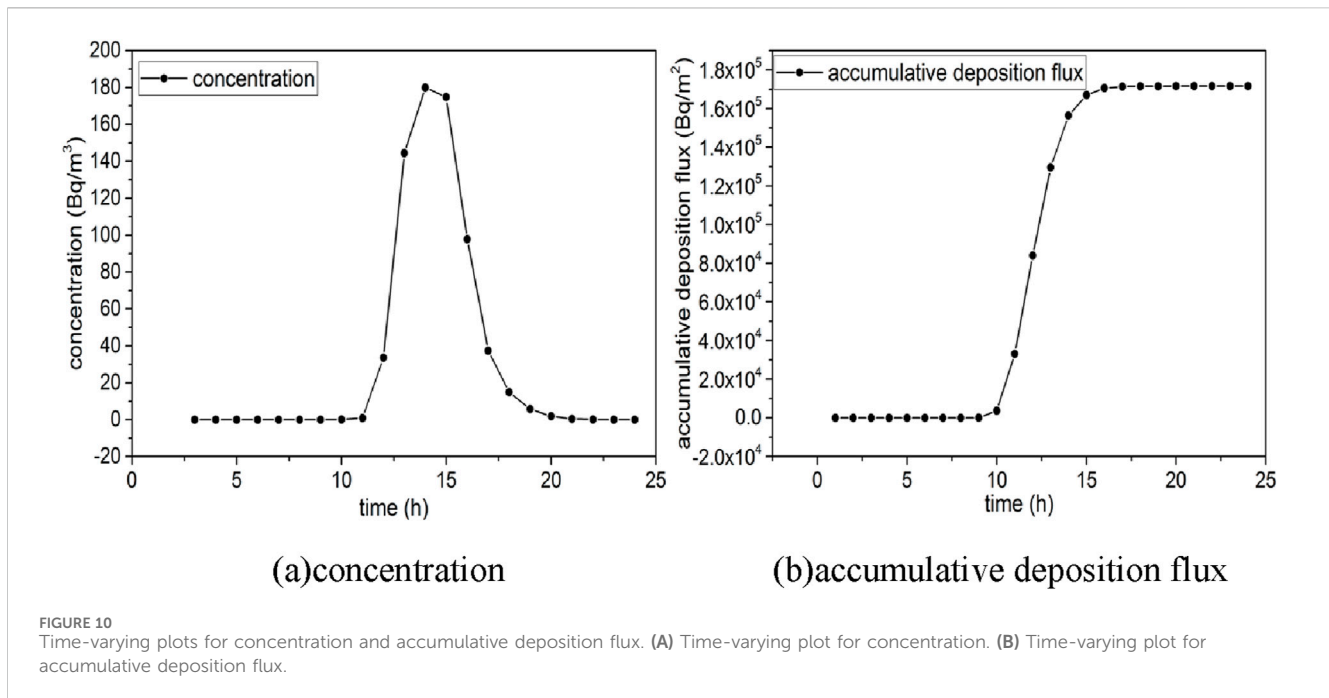 200
180
160
140
120
100
80
60
40
20
0
-20
concentration (Bq/m³)
concentration
0 5 10 15 20 25
time (h)
(a)concentration
1.8x10⁵
1.6x10⁵
1.4x10⁵
1.2x10⁵
1.0x10⁵
8.0x10⁴
6.0x10⁴
4.0x10⁴
2.0x10⁴
0.0
-2.0x10⁴
accumulative deposition flux (Bq/m²)
accumulative deposition flux
0 5 10 15 20 25
time (h)
(b)accumulative deposition flux
FIGURE 10
Time-varying plots for concentration and accumulative deposition flux. (A) Time-varying plot for concentration. (B) Time-varying plot for
accumulative deposition flux.